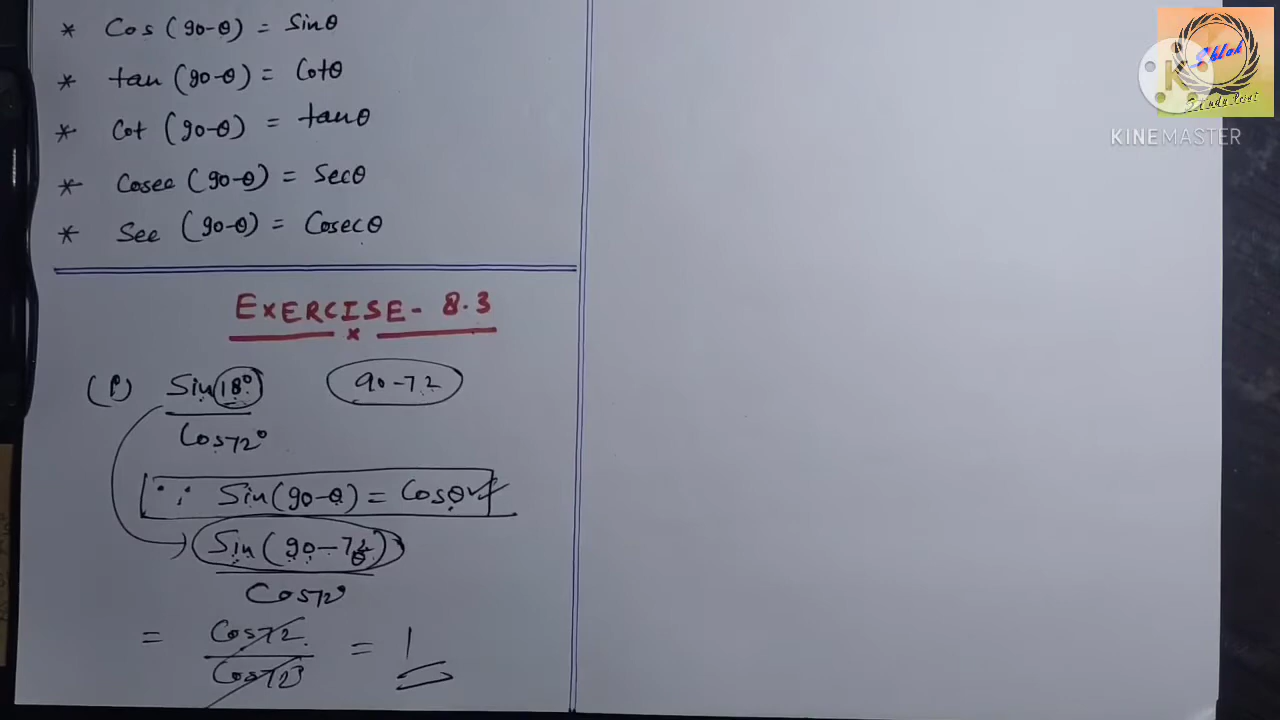 * Cos (90-θ) = Sinθ
* tan (90-θ) = Cotθ
* Cot (90-θ) = tanθ
* Cosec (90-θ) = Secθ
* Sec (90-θ) = Cosecθ
EXERCISE- 8.3
(P) Sin18° 90-72
Cos72°
∵ Sin(90-θ) = Cosθ
Sin(90-72)
θ
Cos72°
= Cos72 = 1
Cos72°
K
Shlok
KINEMASTER